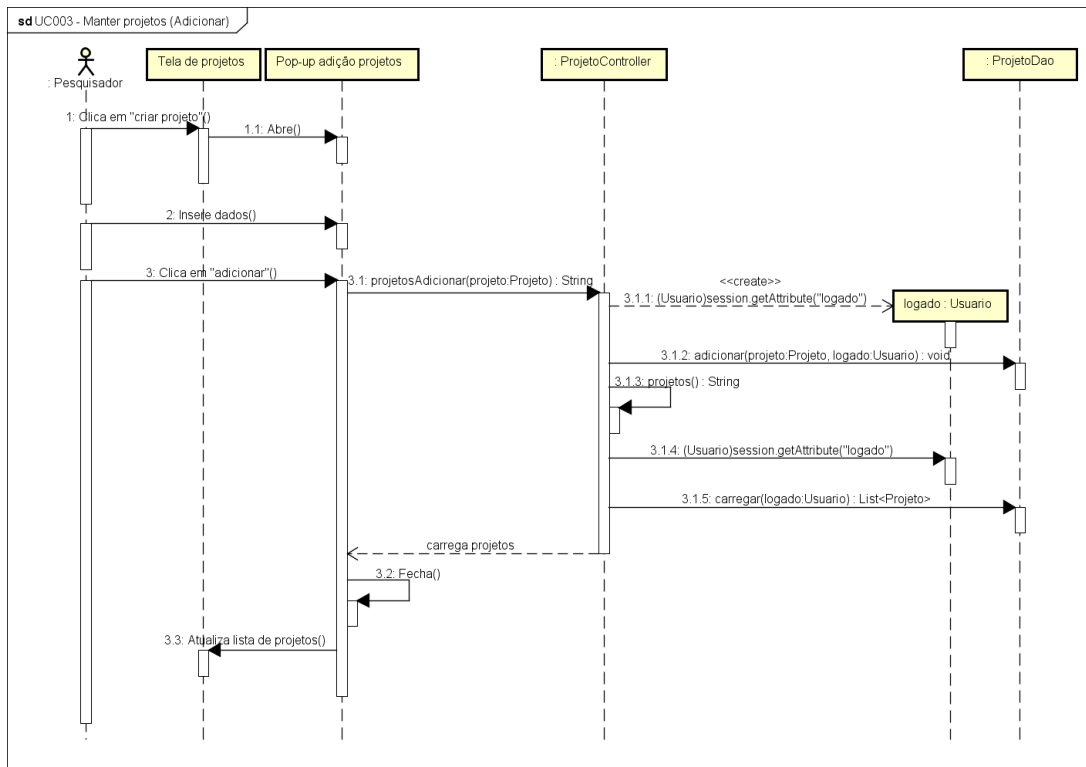 sd UC003 - Manter projetos (Adicionar)
: Pesquisador
Tela de projetos
Pop-up adição projetos
: ProjetoController
: ProjetoDao
1: Clica em "criar projeto"()
1.1: Abre()
2: Insere dados()
3: Clica em "adicionar"()
3.1: projetosAdicionar(projeto:Projeto) : String
<<create>>
3.1.1: (Usuario)session.getAttribute("logado")
logado : Usuario
3.1.2: adicionar(projeto:Projeto, logado:Usuario) : void
3.1.3: projetos() : String
3.1.4: (Usuario)session.getAttribute("logado")
3.1.5: carregar(logado:Usuario) : List<Projeto>
carrega projetos
3.2: Fecha()
3.3: Atualiza lista de projetos()